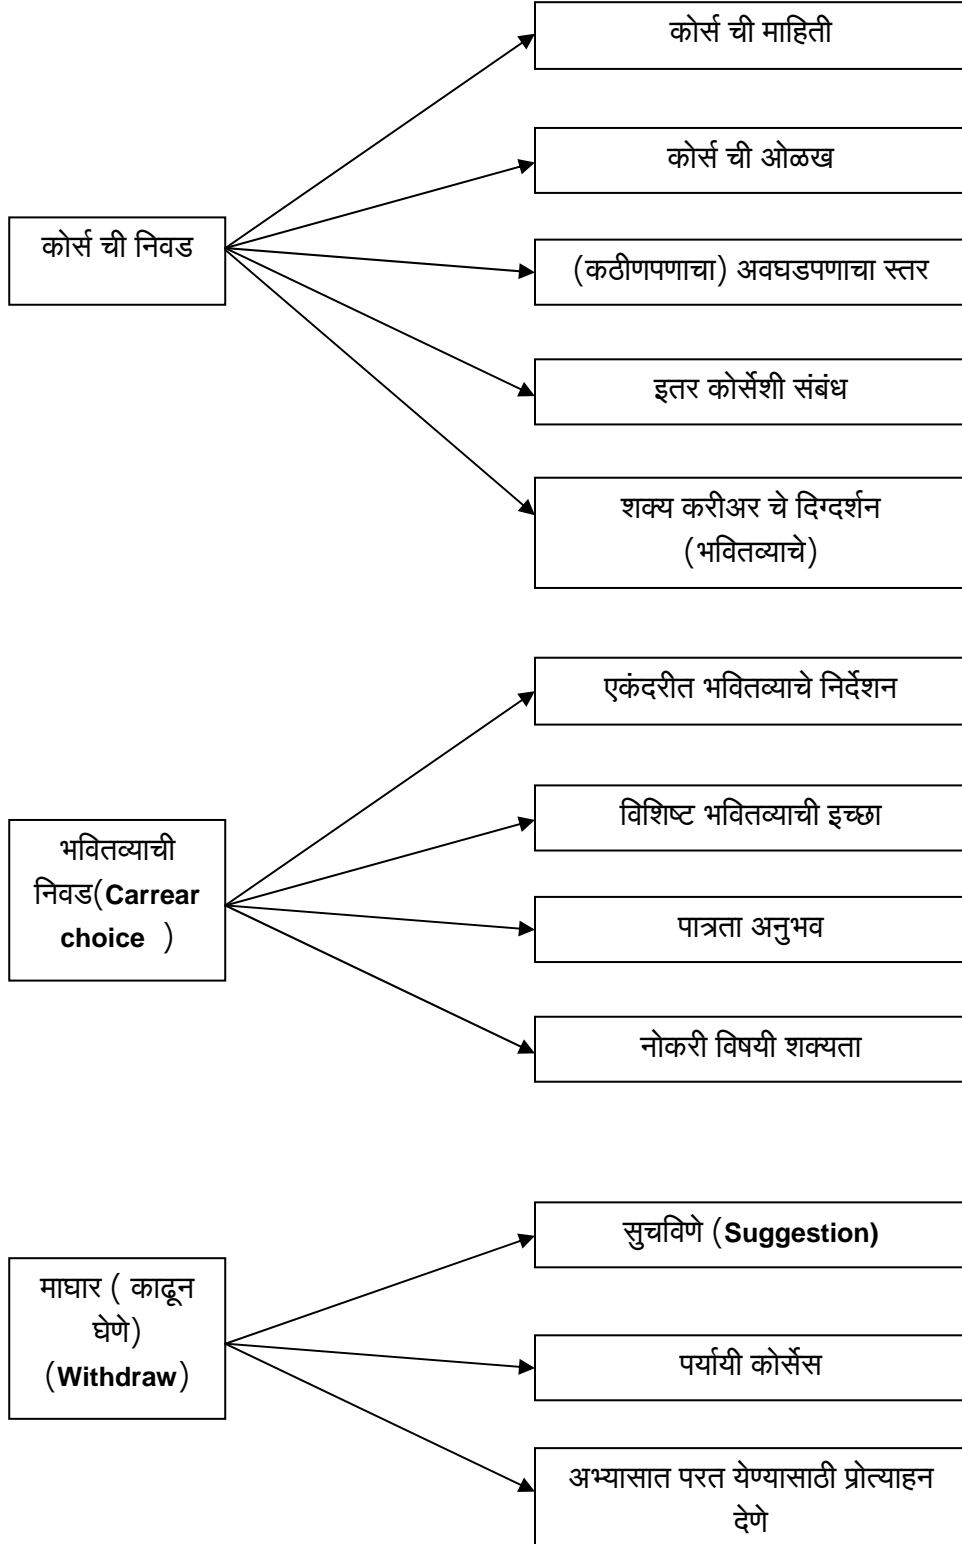 कोर्स ची माहिती
कोर्स ची ओळख
कोर्स ची निवड
(कठीणपणाचा) अवघडपणाचा स्तर
इतर कोर्सेशी संबंध
शक्य करीअर चे दिग्दर्शन
(भवितव्याचे)
एकंदरीत भवितव्याचे निर्देशन
विशिष्ट भवितव्याची इच्छा
भवितव्याची
निवड(Carrear
choice )
पात्रता अनुभव
नोकरी विषयी शक्यता
सुचविणे (Suggestion)
माघार ( काढून
घेणे)
(Withdraw)
पर्यायी कोर्सेस
अभ्यासात परत येण्यासाठी प्रोत्याहन
देणे